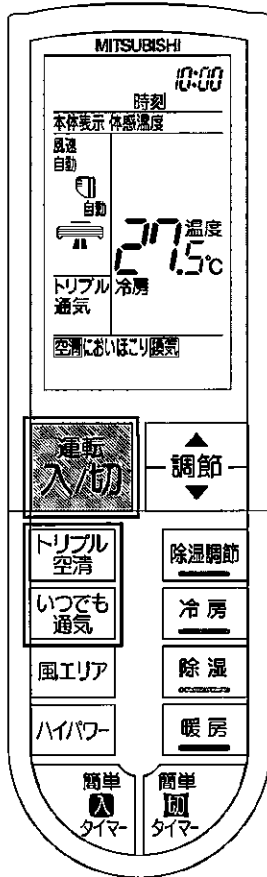 MITSUBISHI
10:00
時刻
本体表示 体感温度
風速
自動
自動
温度
27.5℃
トリプル 冷房
通気
空清においほこり換気
運転
入/切
▲
調節
▼
トリプル
空清
除湿調節
いつでも
通気
冷房
風エリア
除湿
ハイパワー
暖房
簡単
入
タイマー
簡単
切
タイマー